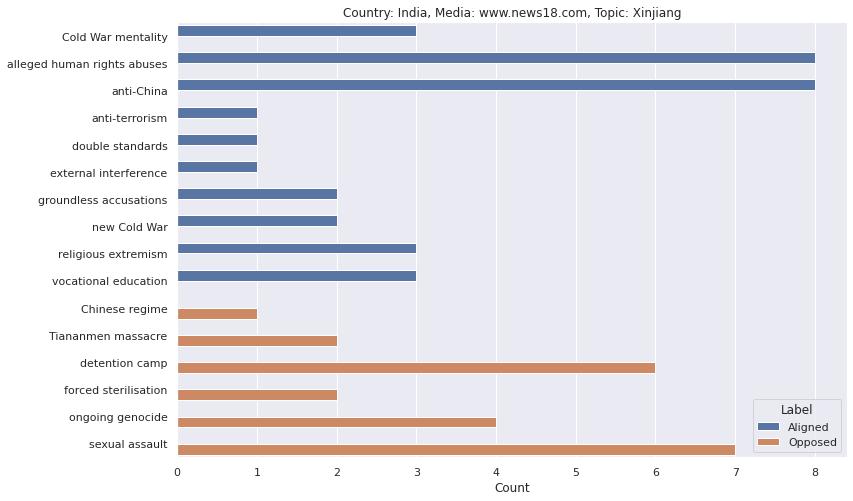 Country: India, Media: www.news18.com, Topic: Xinjiang
Cold War mentality
alleged human rights abuses
anti-China
anti-terrorism
double standards
external interference
groundless accusations
new Cold War
religious extremism
vocational education
Chinese regime
Tiananmen massacre
detention camp
forced sterilisation
ongoing genocide
sexual assault
Label
Aligned
Opposed
0 1 2 3 4 5 6 7 8
Count